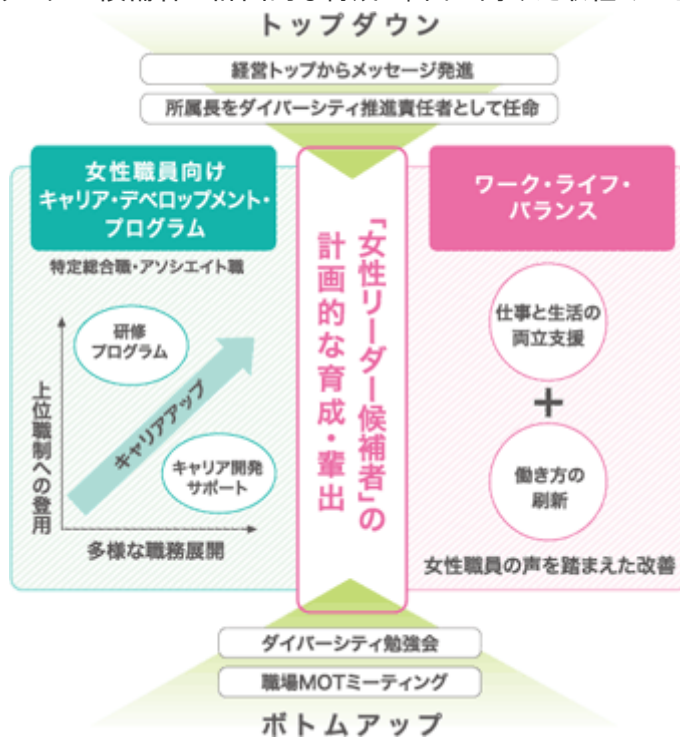 トップダウン
経営トップからメッセージ発進
所属長をダイバーシティ推進責任者として任命
女性職員向け
キャリア・デベロップメント・
プログラム
特定総合職・アソシエイト職
研修
プログラム
キャリアアップ
キャリア開発
サポート
上位職制への登用
多様な職務展開
「女性リーダー候補者」の
計画的な育成・輩出
ワーク・ライフ・
バランス
仕事と生活の
両立支援
+
働き方の
刷新
女性職員の声を踏まえた改善
ダイバーシティ勉強会
職場MOTミーティング
ボトムアップ